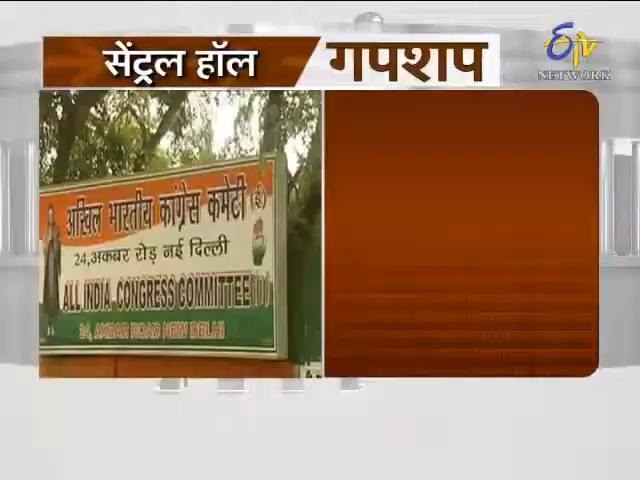 सेंट्रल हॉल
गपशप
ETV
NETWORK
अखिल भारतीय कांग्रेस कमेटी (ई)
24,अकबर रोड़ नई दिल्ली
ALL INDIA CONGRESS COMMITTEE (I)
24, AKBAR ROAD NEW DELHI